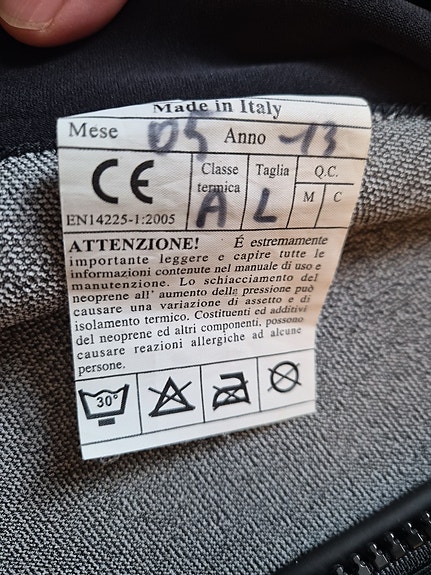 Made in Italy
Mese 05 Anno -13
CE
EN14225-1:2005
Classe termica A
Taglia L
Q.C.
M C
ATTENZIONE! É estremamente
importante leggere e capire tutte le
informazioni contenute nel manuale di uso e
manutenzione. Lo schiacciamento del
neoprene all' aumento della pressione può
causare una variazione di assetto e di
isolamento termico. Costituenti ed additivi
del neoprene ed altri componenti, possono
causare reazioni allergiche ad alcune
persone.
30°